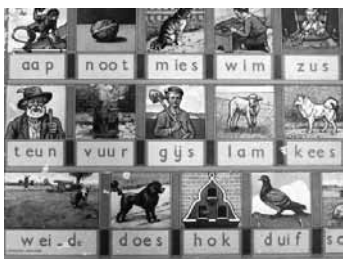 aap noot mies wim zus
teun vuur gijs lam kees
wei-de does hok duif